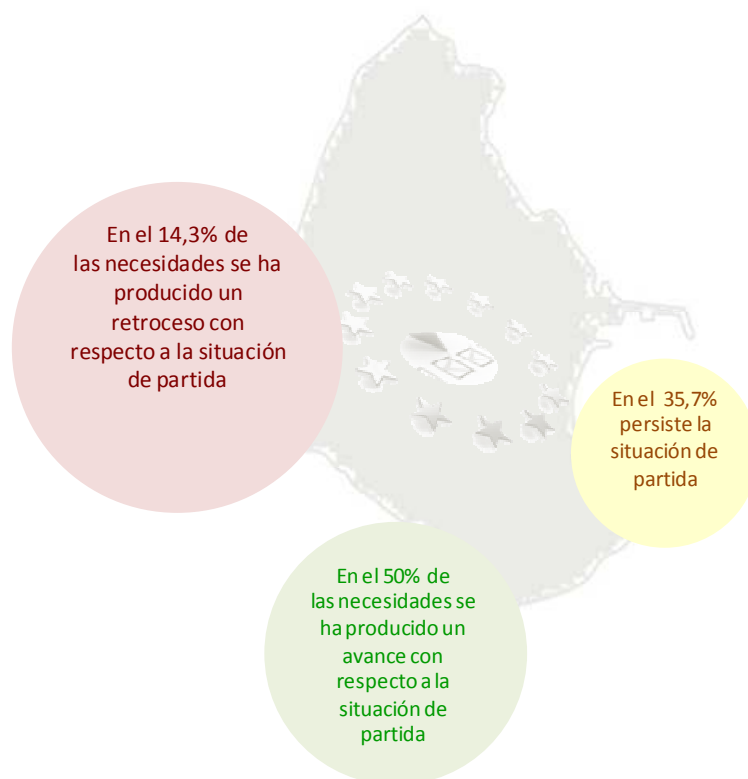 En el 14,3% de
las necesidades se ha
producido un
retroceso con
respecto a la situación
de partida
En el 35,7%
persiste la
situación de
partida
En el 50% de
las necesidades se
ha producido un
avance con
respecto a la
situación de
partida